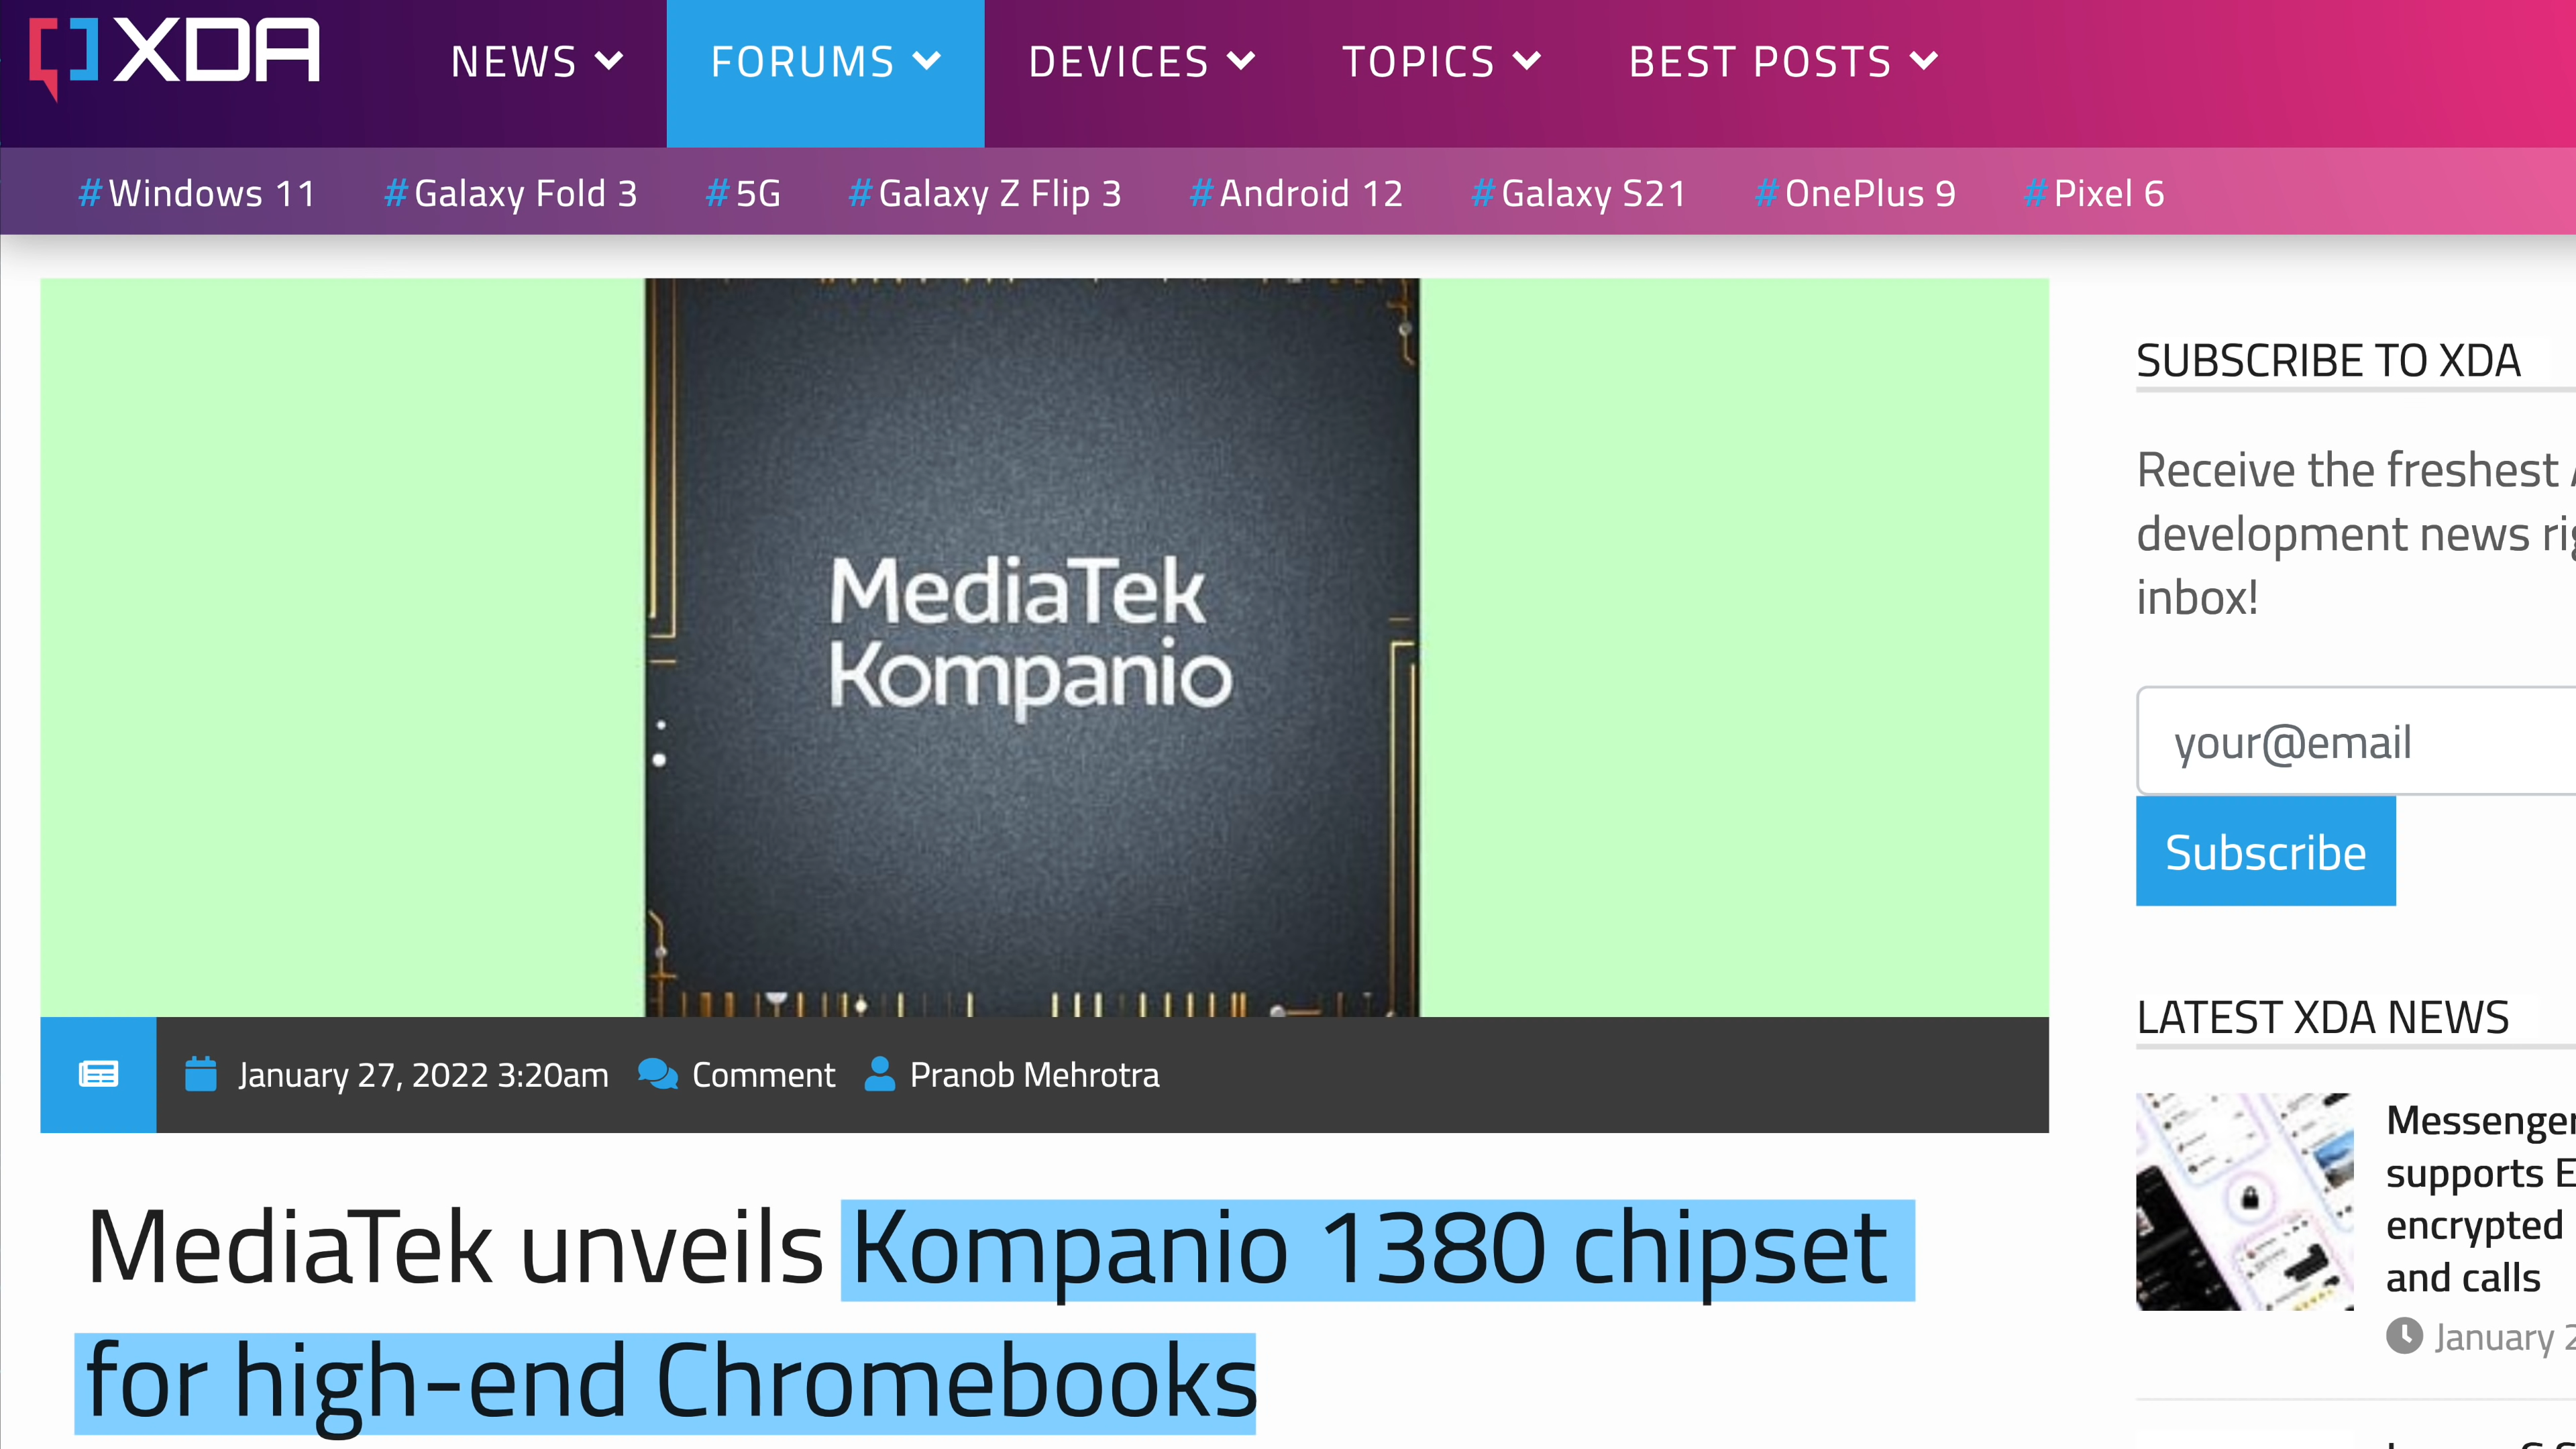 XDA
NEWS
FORUMS
DEVICES
TOPICS
BEST POSTS
#Windows 11
#Galaxy Fold 3
#5G
#Galaxy Z Flip 3
#Android 12
#Galaxy S21
#OnePlus 9
#Pixel 6
MediaTek
Kompanio
January 27, 2022 3:20am
Comment
Pranob Mehrotra
MediaTek unveils Kompanio 1380 chipset
for high-end Chromebooks
SUBSCRIBE TO XDA
Receive the freshest
development news
inbox!
your@email
Subscribe
LATEST XDA NEWS
Messenger
supports
encrypted
and calls
January